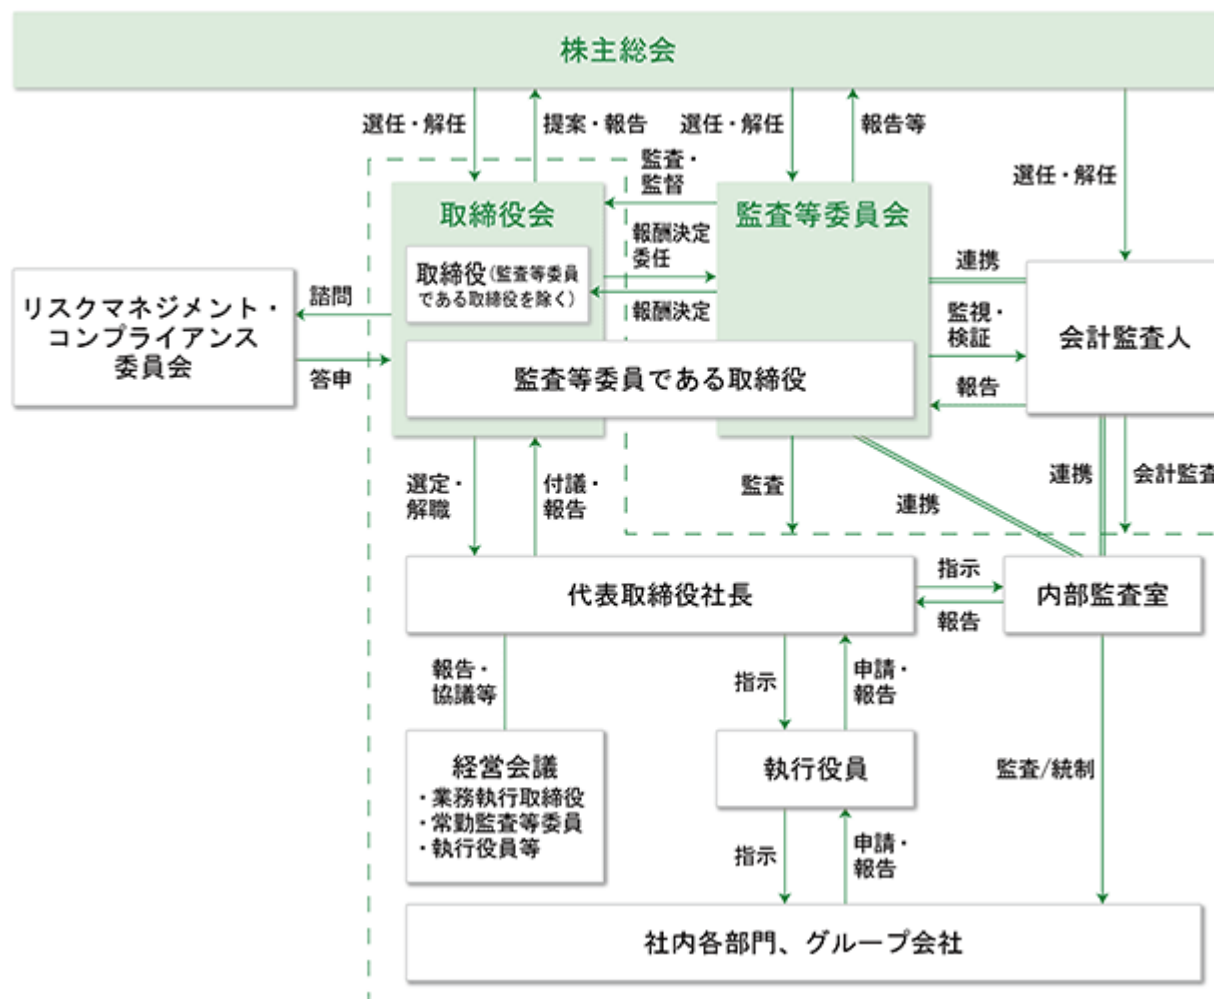 株主総会
選任・解任
提案・報告
選任・解任
報告等
選任・解任
監査・
監督
取締役会
監査等委員会
報酬決定
委任
取締役(監査等委員
である取締役を除く)
報酬決定
連携
リスクマネジメント・
コンプライアンス
委員会
諮問
答申
監視・
検証
会計監査人
報告
監査等委員である取締役
選定・
解職
付議・
報告
監査
連携
連携
会計監査
代表取締役社長
指示
報告
内部監査室
報告・
協議等
指示
申請・
報告
経営会議
・業務執行取締役
・常勤監査等委員
・執行役員等
執行役員
監査/統制
指示
申請・
報告
社内各部門、グループ会社